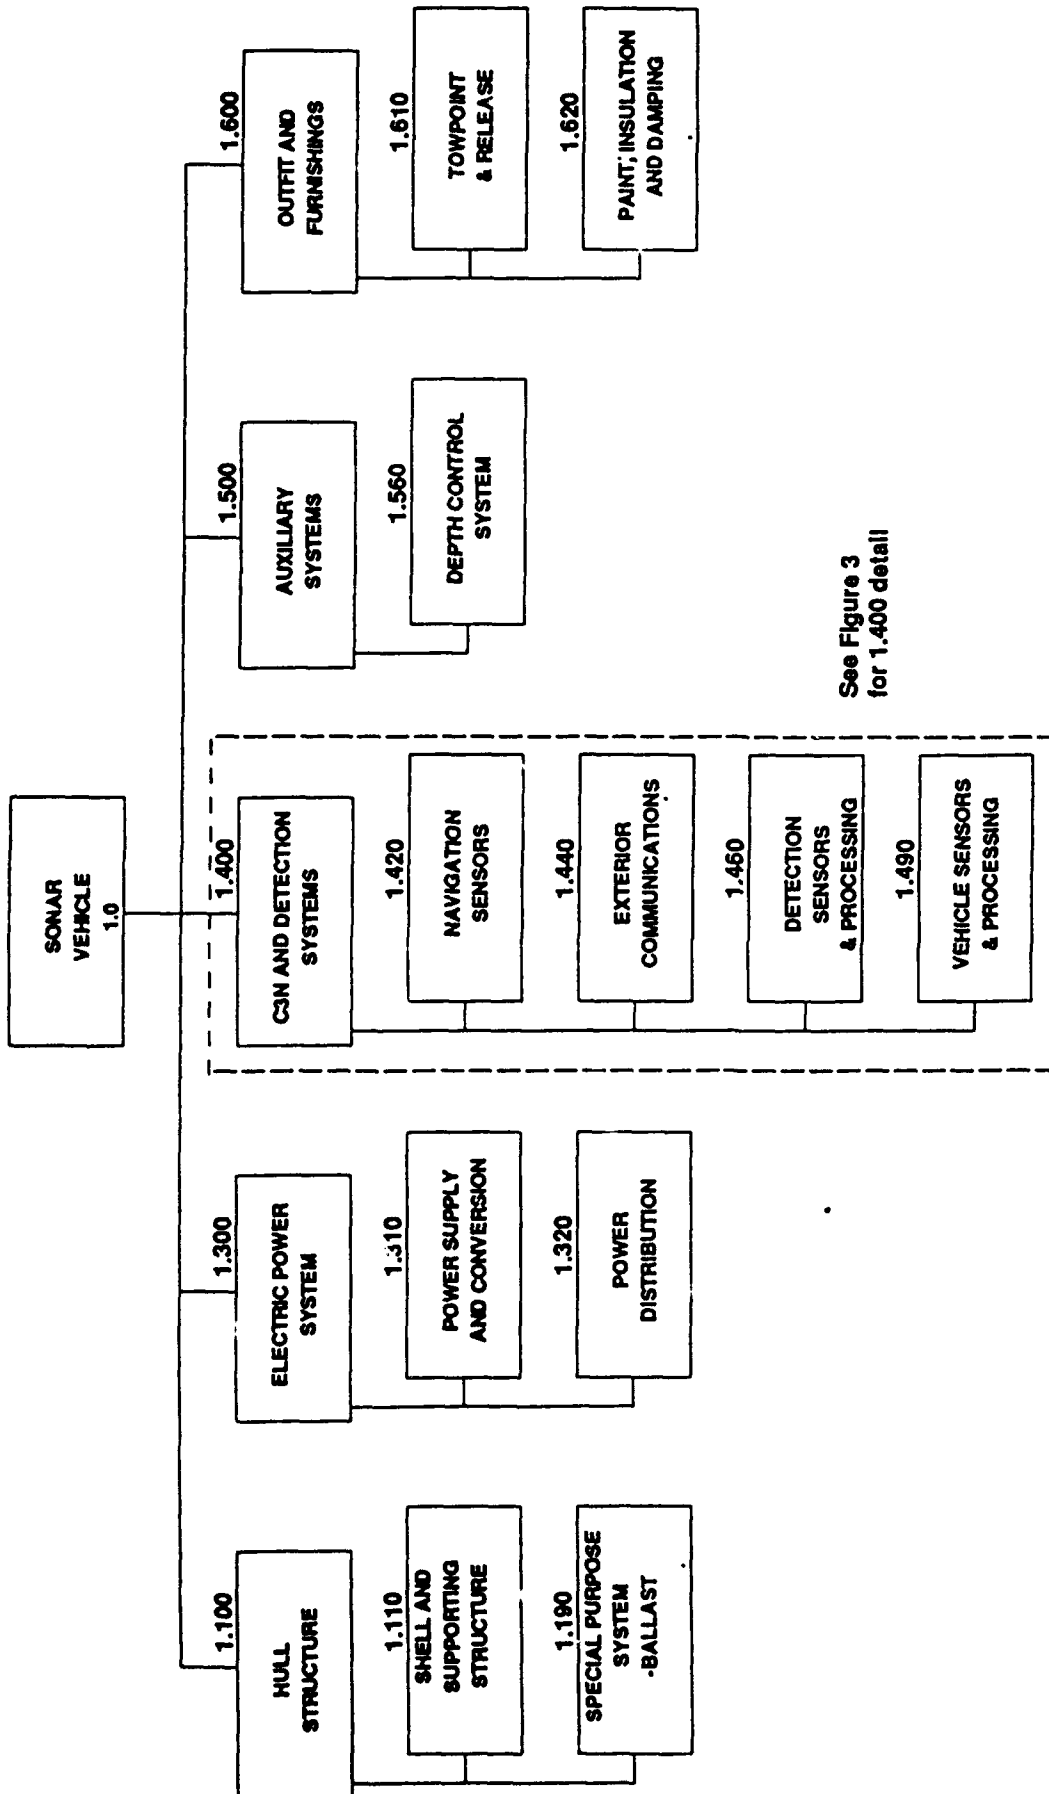 SONAR
VEHICLE
1.0
1.100
HULL
STRUCTURE
1.110
SHELL AND
SUPPORTING
STRUCTURE
1.190
SPECIAL PURPOSE
SYSTEM
-BALLAST
1.300
ELECTRIC POWER
SYSTEM
1.310
POWER SUPPLY
AND CONVERSION
1.320
POWER
DISTRIBUTION
1.400
C3N AND DETECTION
SYSTEMS
1.420
NAVIGATION
SENSORS
1.440
EXTERIOR
COMMUNICATIONS
1.460
DETECTION
SENSORS
& PROCESSING
1.490
VEHICLE SENSORS
& PROCESSING
See Figure 3
for 1.400 detail
1.500
AUXILIARY
SYSTEMS
1.560
DEPTH CONTROL
SYSTEM
1.600
OUTFIT AND
FURNISHINGS
1.610
TOWPOINT
& RELEASE
1.620
PAINT, INSULATION
AND DAMPING